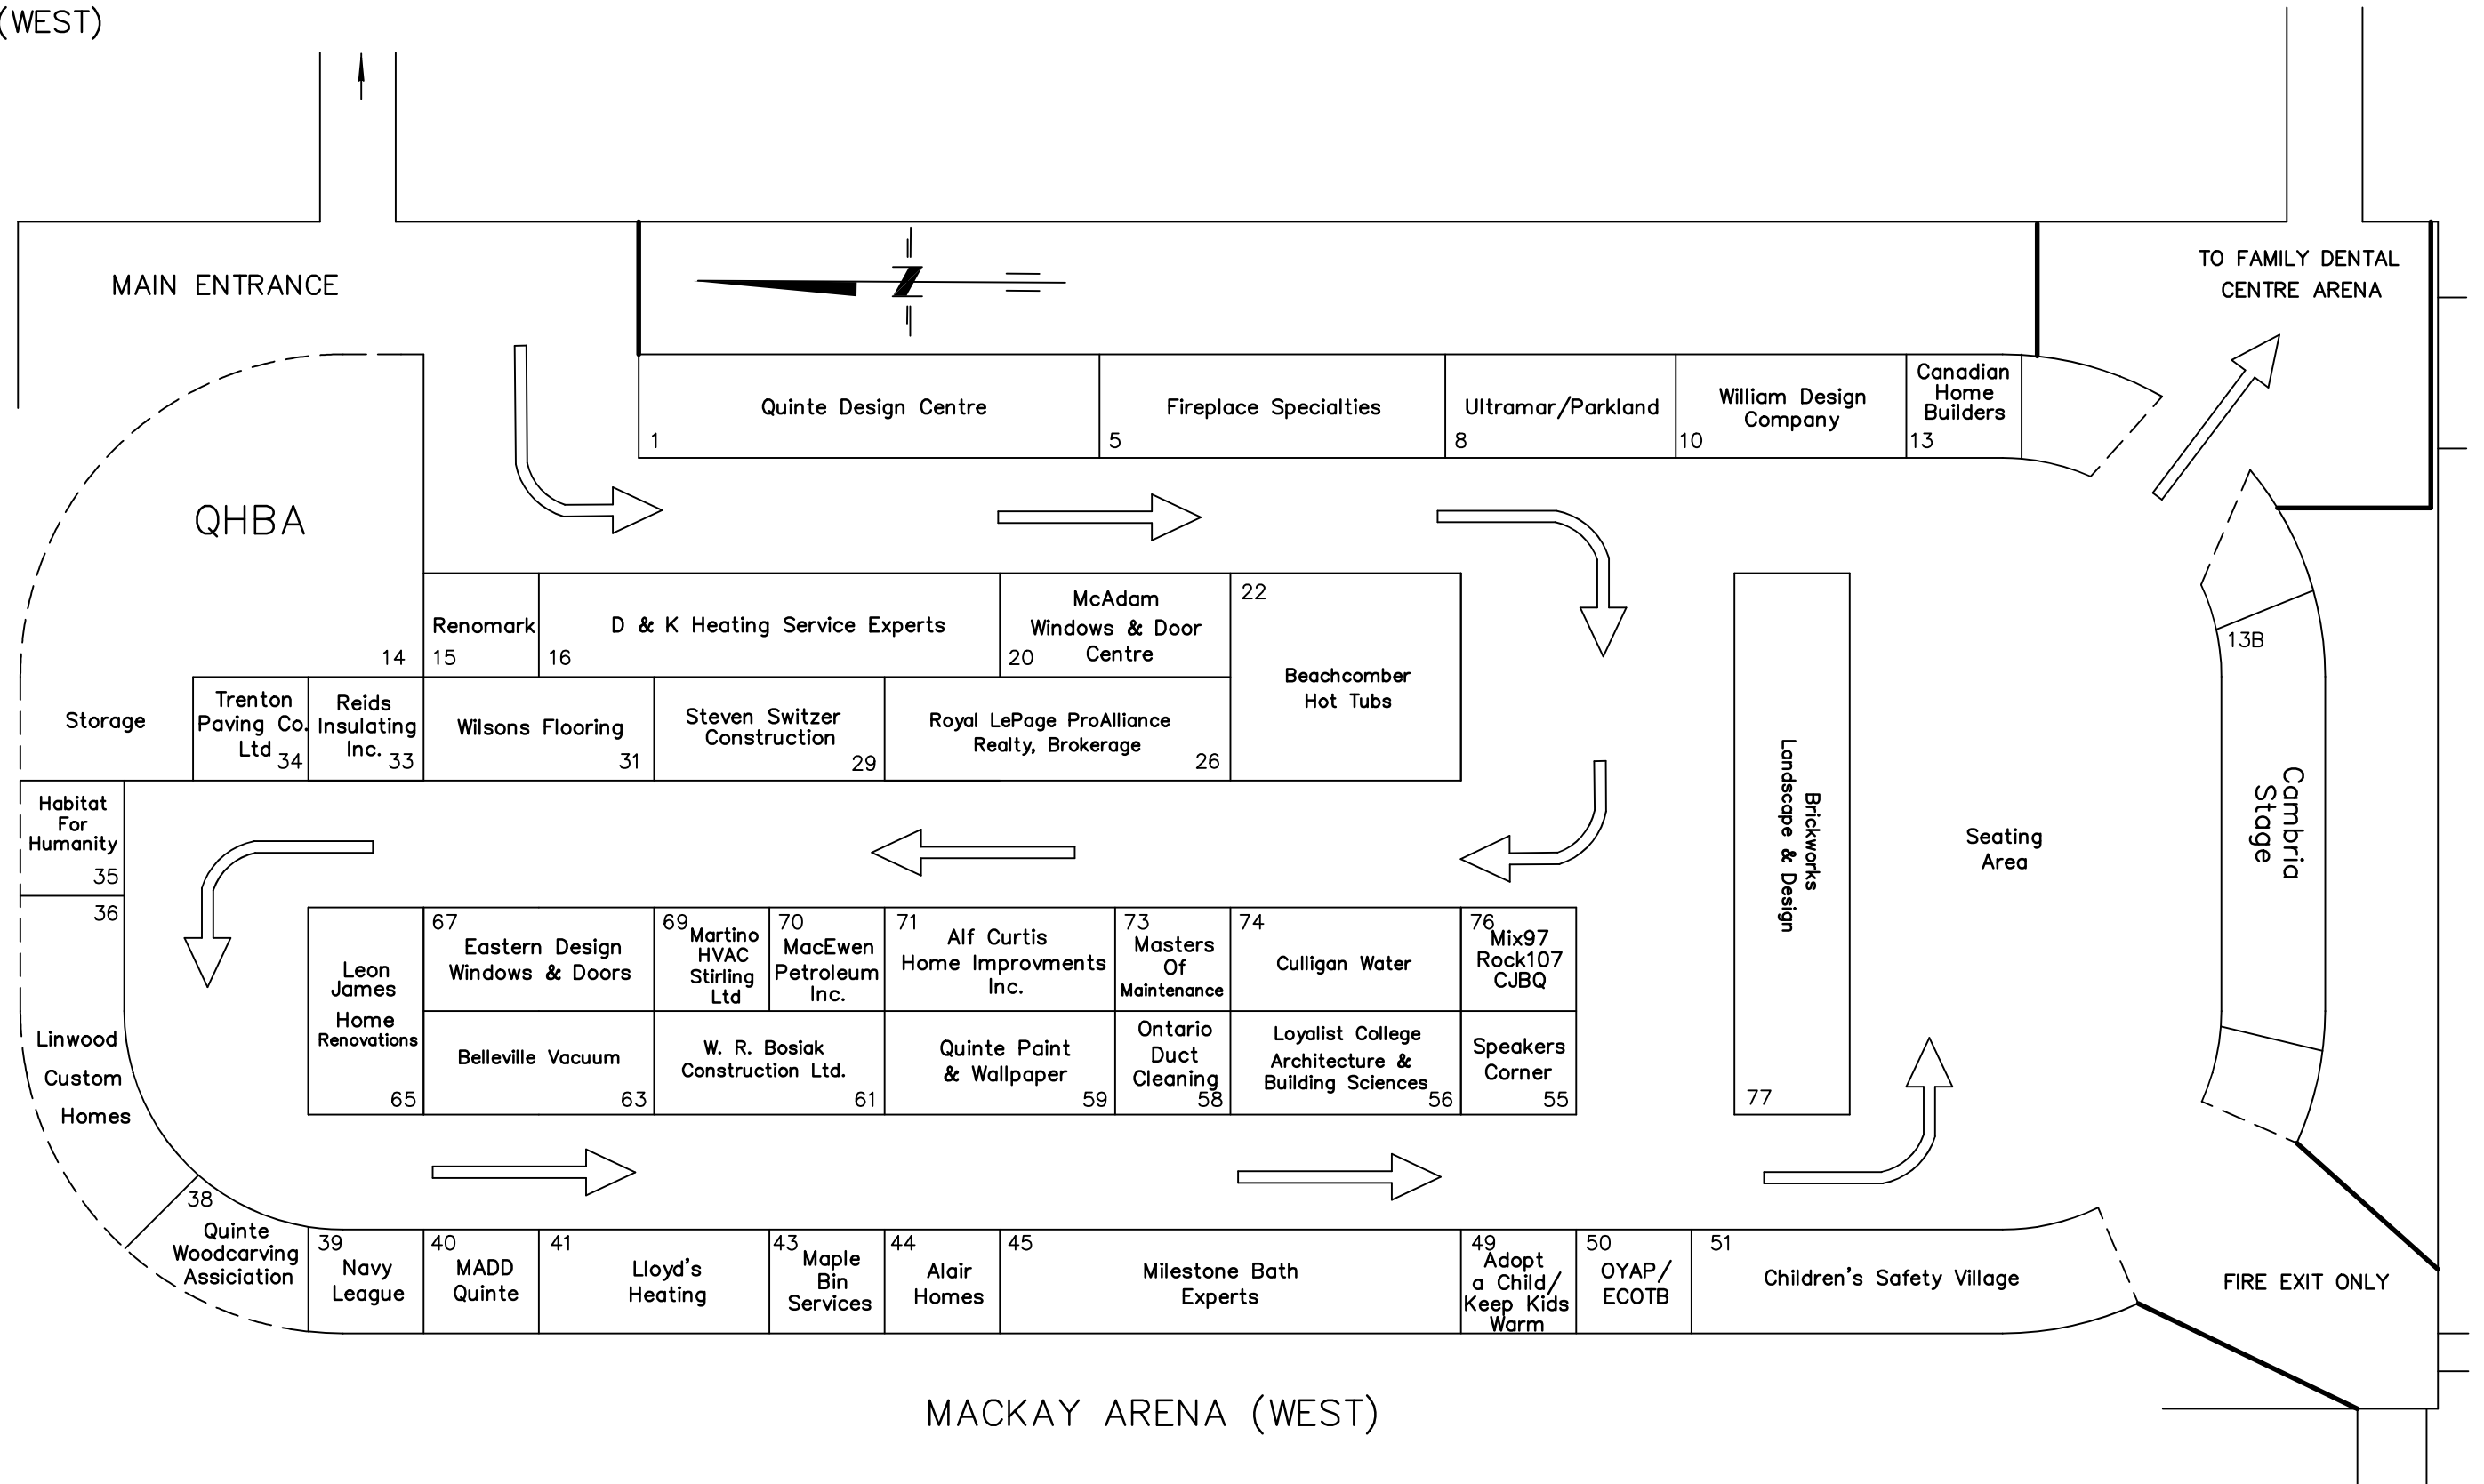 (WEST)
MAIN ENTRANCE
TO FAMILY DENTAL
CENTRE ARENA
N
Quinte Design Centre
1
Fireplace Specialties
5
Ultramar/Parkland
8
William Design
Company
10
Canadian
Home
Builders
13
QHBA
14
Renomark
15
D & K Heating Service Experts
16
McAdam
Windows & Door
Centre
20
22
Beachcomber
Hot Tubs
13B
Storage
Trenton
Paving Co.
Ltd
34
Reids
Insulating
Inc.
33
Wilsons Flooring
31
Steven Switzer
Construction
29
Royal LePage ProAlliance
Realty, Brokerage
26
Brickworks
Landscape & Design
77
Seating
Area
Cambria
Stage
Habitat
For
Humanity
35
36
Linwood
Custom
Homes
Leon
James
Home
Renovations
65
67
Eastern Design
Windows & Doors
69
Martino
HVAC
Stirling
Ltd
70
MacEwen
Petroleum
Inc.
71
Alf Curtis
Home Improvments
Inc.
73
Masters
Of
Maintenance
74
Culligan Water
76
Mix97
Rock107
CJBQ
Belleville Vacuum
63
W. R. Bosiak
Construction Ltd.
61
Quinte Paint
& Wallpaper
59
Ontario
Duct
Cleaning
58
Loyalist College
Architecture &
Building Sciences
56
Speakers
Corner
55
38
Quinte
Woodcarving
Assiciation
39
Navy
League
40
MADD
Quinte
41
Lloyd's
Heating
43
Maple
Bin
Services
44
Alair
Homes
45
Milestone Bath
Experts
49
Adopt
a Child/
Keep Kids
Warm
50
OYAP/
ECOTB
51
Children's Safety Village
FIRE EXIT ONLY
MACKAY ARENA (WEST)